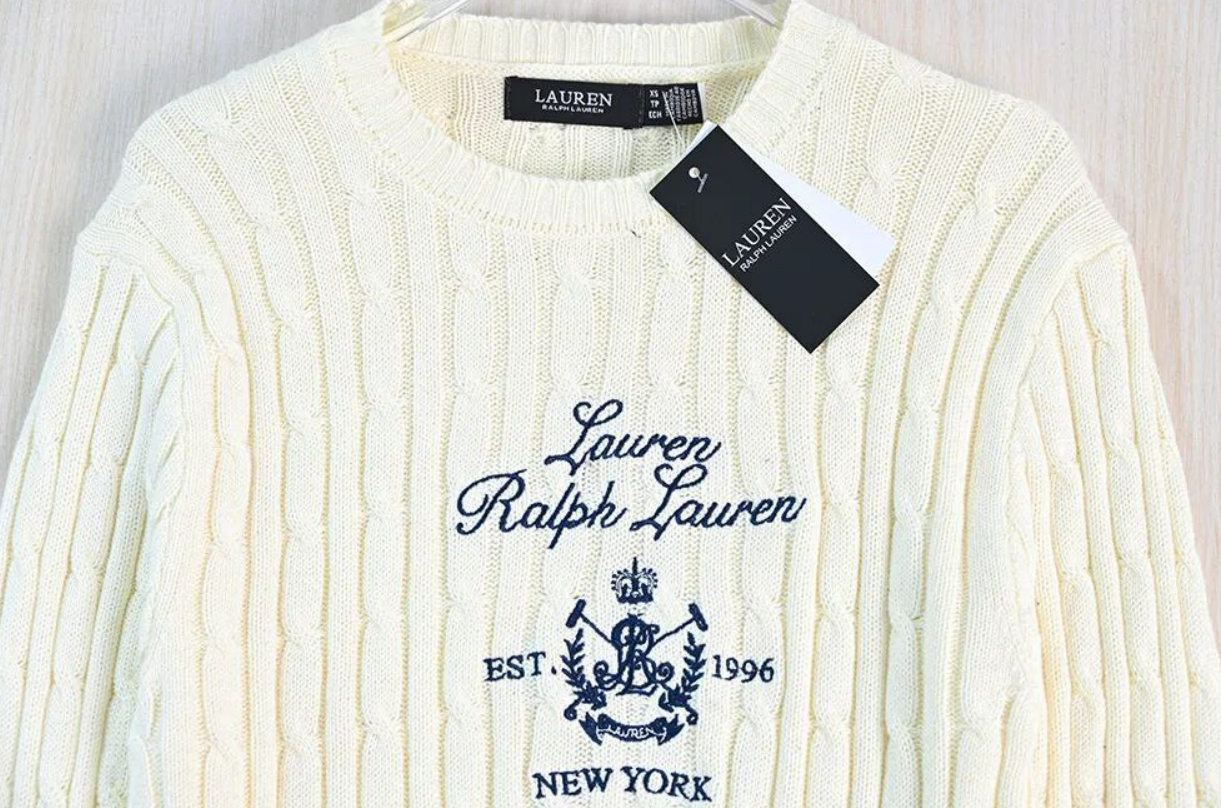 LAUREN
RALPH LAUREN
XS
TP
ECH
LAUREN
RALPH LAUREN
Lauren
Ralph Lauren
EST. 1996
LAUREN
NEW YORK